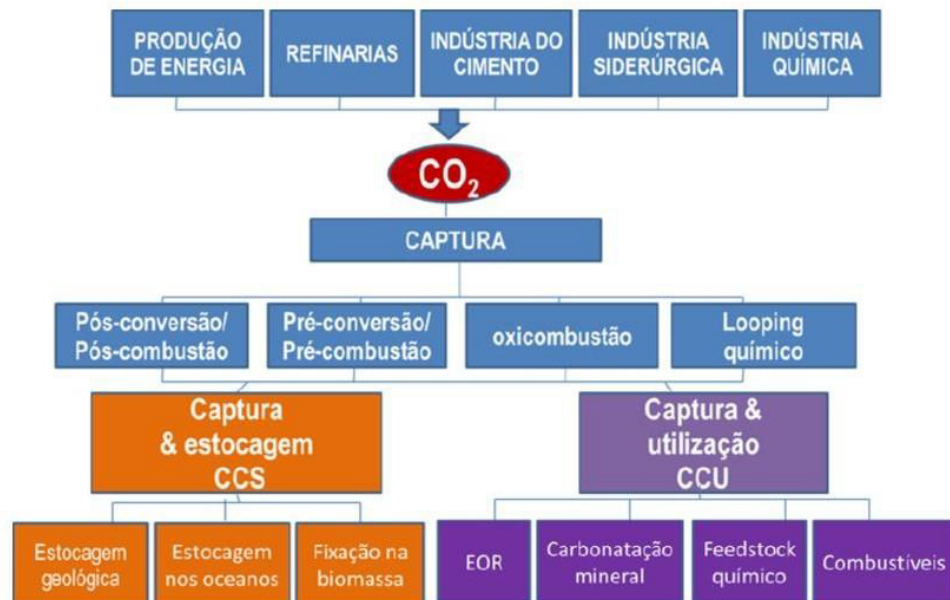 PRODUÇÃO
DE ENERGIA
REFINARIAS
INDÚSTRIA DO
CIMENTO
INDÚSTRIA
SIDERÚRGICA
INDÚSTRIA
QUÍMICA
CO₂
CAPTURA
Pós-conversão/
Pós-combustão
Pré-conversão/
Pré-combustão
oxicombustão
Looping
químico
Captura
& estocagem
CCS
Captura &
utilização
CCU
Estocagem
geológica
Estocagem
nos oceanos
Fixação na
biomassa
EOR
Carbonatação
mineral
Feedstock
químico
Combustíveis